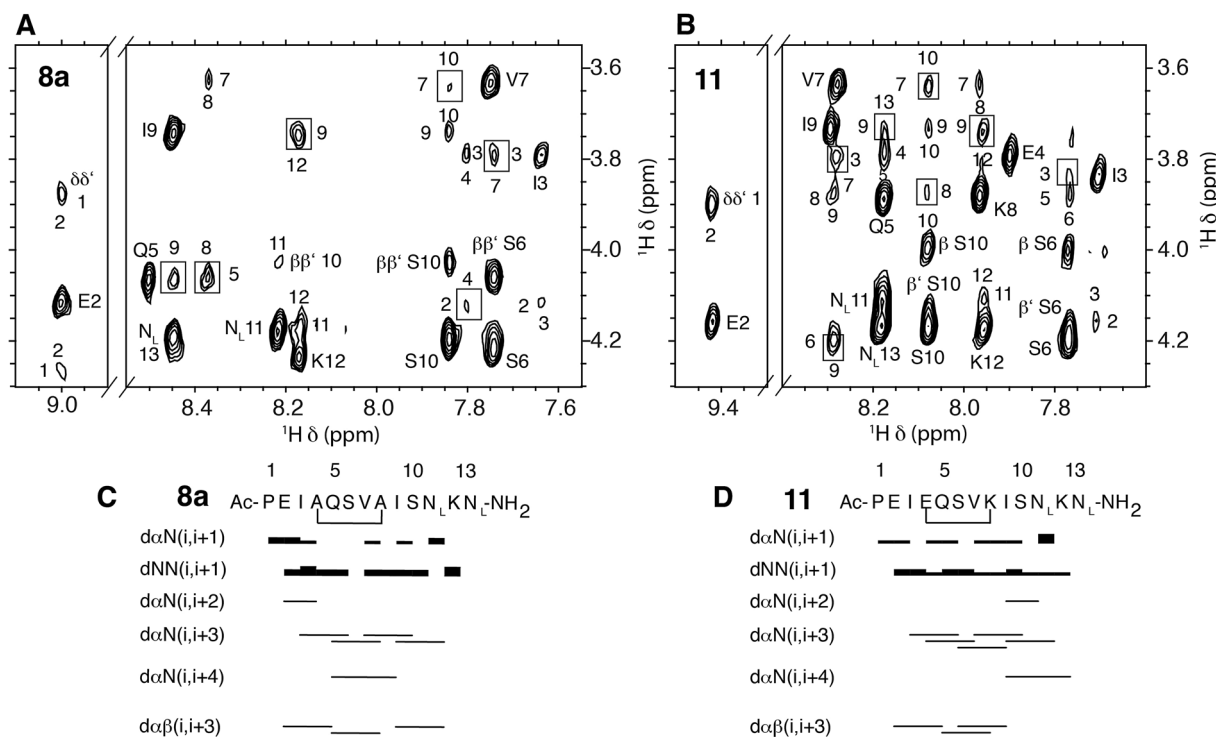 A
B
8a
7
8
10
7
V7
I9
10
9
9
12
13
4
3
7
I3
δδ' 1
2
Q5
9
8
5
11
ββ' 10
ββ' S10
ββ' S6
4
2
2
3
E2
N_L 13
N_L 11
12
11
K12
S10
S6
2
1
9.0
8.4
8.2
8.0
7.8
7.6
¹H δ (ppm)
3.6
3.8
4.0
4.2
¹H δ (ppm)
11
V7
10
7
7
8
I9
13
9
9
10
9
12
E4
4
3
7
8
9
5
I3
3
5
6
δδ' 1
2
Q5
8
10
K8
β S10
β S6
β' S10
β' S6
N_L 11
12
11
3
2
E2
6
9
N_L 13
S10
K12
S6
9.4
8.2
8.0
7.8
¹H δ (ppm)
3.6
3.8
4.0
4.2
¹H δ (ppm)
C
8a
1 5 10 13
Ac-PEIAQSVAISN_LKN_L-NH₂
dαN(i,i+1)
dNN(i,i+1)
dαN(i,i+2)
dαN(i,i+3)
dαN(i,i+4)
dαβ(i,i+3)
D
11
1 5 10 13
Ac-PEIEQSVKISN_LKN_L-NH₂
dαN(i,i+1)
dNN(i,i+1)
dαN(i,i+2)
dαN(i,i+3)
dαN(i,i+4)
dαβ(i,i+3)